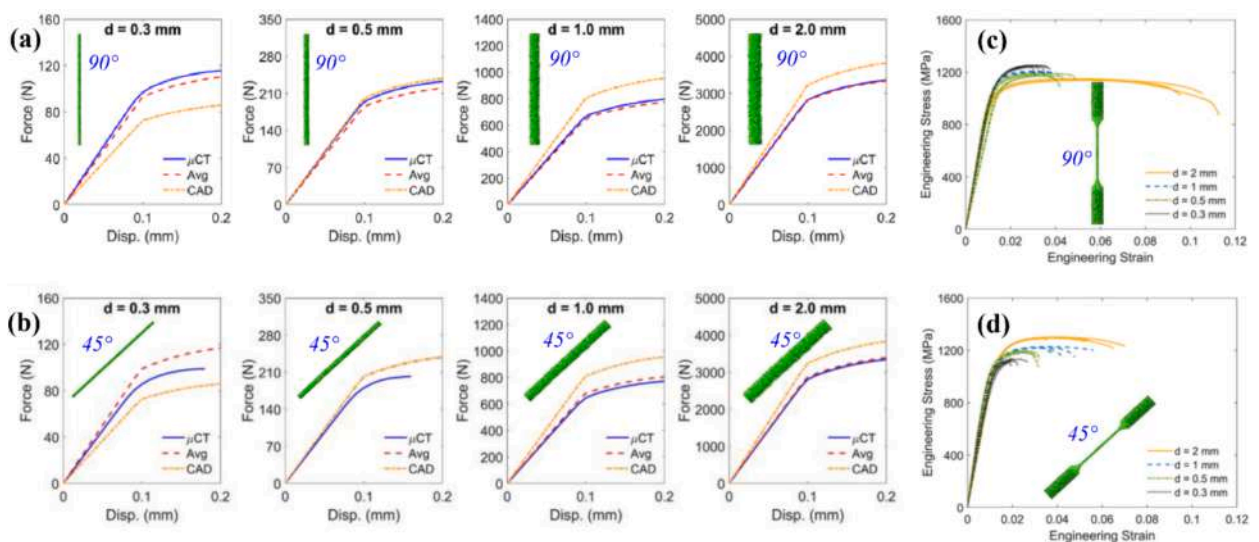 (a)
d = 0.3 mm
90°
Force (N)
160
120
80
40
0
0
0.1
0.2
Disp. (mm)
μCT
Avg
CAD
d = 0.5 mm
90°
Force (N)
350
280
210
140
70
0
0
0.1
0.2
Disp. (mm)
μCT
Avg
CAD
d = 1.0 mm
90°
Force (N)
1400
1200
1000
800
600
400
200
0
0
0.1
0.2
Disp. (mm)
μCT
Avg
CAD
d = 2.0 mm
90°
Force (N)
5000
4000
3000
2000
1000
0
0
0.1
0.2
Disp. (mm)
μCT
Avg
CAD
(c)
Engineering Stress (MPa)
1600
1200
800
400
0
90°
d = 2 mm
d = 1 mm
d = 0.5 mm
d = 0.3 mm
0
0.02
0.04
0.06
0.08
0.1
0.12
Engineering Strain
(b)
d = 0.3 mm
45°
Force (N)
160
120
80
40
0
0
0.1
0.2
Disp. (mm)
μCT
Avg
CAD
d = 0.5 mm
45°
Force (N)
350
280
210
140
70
0
0
0.1
0.2
Disp. (mm)
μCT
Avg
CAD
d = 1.0 mm
45°
Force (N)
1400
1200
1000
800
600
400
200
0
0
0.1
0.2
Disp. (mm)
μCT
Avg
CAD
d = 2.0 mm
45°
Force (N)
5000
4000
3000
2000
1000
0
0
0.1
0.2
Disp. (mm)
μCT
Avg
CAD
(d)
Engineering Stress (MPa)
1600
1200
800
400
0
45°
d = 2 mm
d = 1 mm
d = 0.5 mm
d = 0.3 mm
0
0.02
0.04
0.06
0.08
0.1
0.12
Engineering Strain